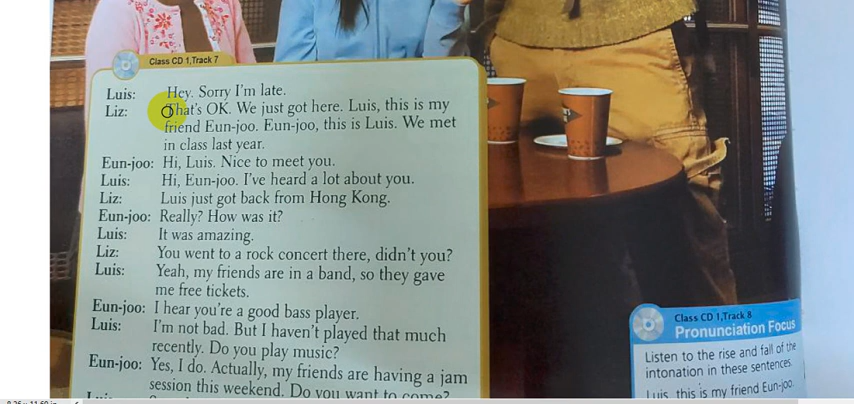 Class CD 1,Track 7
Luis: Hey. Sorry I'm late.
Liz: That's OK. We just got here. Luis, this is my
friend Eun-joo. Eun-joo, this is Luis. We met
in class last year.
Eun-joo: Hi, Luis. Nice to meet you.
Luis: Hi, Eun-joo. I've heard a lot about you.
Liz: Luis just got back from Hong Kong.
Eun-joo: Really? How was it?
Luis: It was amazing.
Liz: You went to a rock concert there, didn't you?
Luis: Yeah, my friends are in a band, so they gave
me free tickets.
Eun-joo: I hear you're a good bass player.
Luis: I'm not bad. But I haven't played that much
recently. Do you play music?
Eun-joo: Yes, I do. Actually, my friends are having a jam
session this weekend. Do you want to come?
Class CD 1,Track 8
Pronunciation Focus
Listen to the rise and fall of the
intonation in these sentences.
Luis, this is my friend Eun-joo.